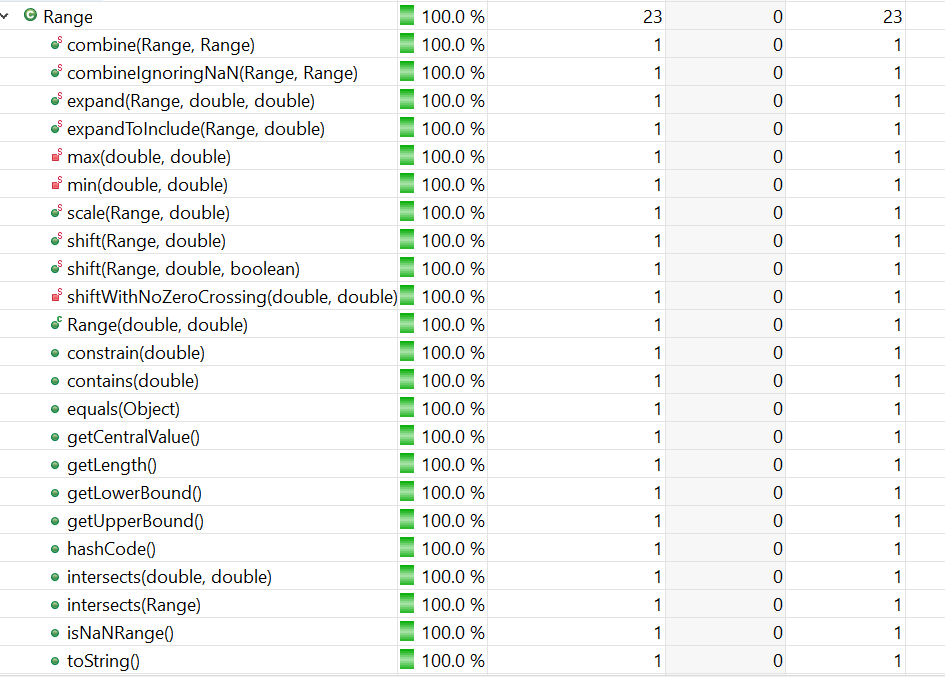 Range 100.0 % 23 0 23
combine(Range, Range) 100.0 % 1 0 1
combineIgnoringNaN(Range, Range) 100.0 % 1 0 1
expand(Range, double, double) 100.0 % 1 0 1
expandToInclude(Range, double) 100.0 % 1 0 1
max(double, double) 100.0 % 1 0 1
min(double, double) 100.0 % 1 0 1
scale(Range, double) 100.0 % 1 0 1
shift(Range, double) 100.0 % 1 0 1
shift(Range, double, boolean) 100.0 % 1 0 1
shiftWithNoZeroCrossing(double, double) 100.0 % 1 0 1
Range(double, double) 100.0 % 1 0 1
constrain(double) 100.0 % 1 0 1
contains(double) 100.0 % 1 0 1
equals(Object) 100.0 % 1 0 1
getCentralValue() 100.0 % 1 0 1
getLength() 100.0 % 1 0 1
getLowerBound() 100.0 % 1 0 1
getUpperBound() 100.0 % 1 0 1
hashCode() 100.0 % 1 0 1
intersects(double, double) 100.0 % 1 0 1
intersects(Range) 100.0 % 1 0 1
isNaNRange() 100.0 % 1 0 1
toString() 100.0 % 1 0 1